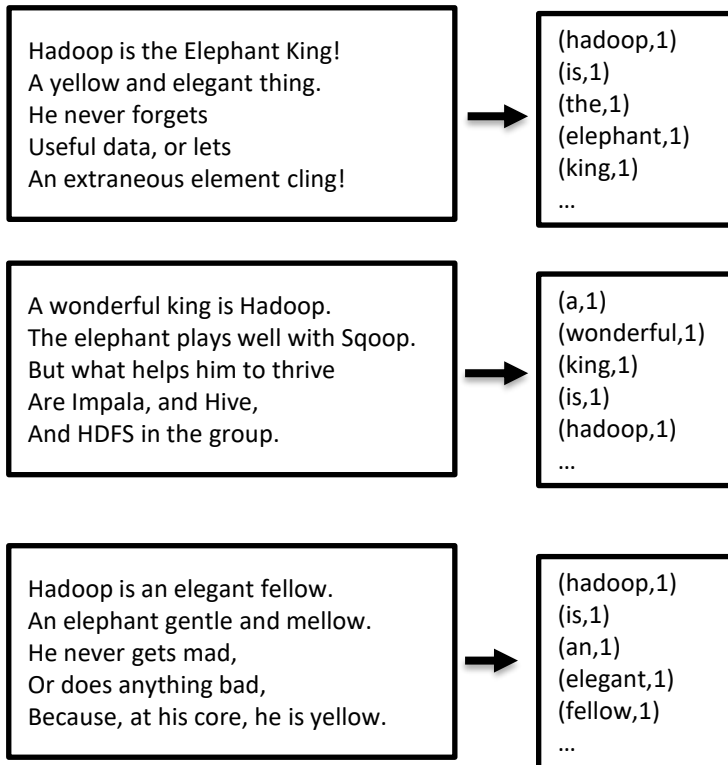 Hadoop is the Elephant King!
A yellow and elegant thing.
He never forgets
Useful data, or lets
An extraneous element cling!
(hadoop,1)
(is,1)
(the,1)
(elephant,1)
(king,1)
...
A wonderful king is Hadoop.
The elephant plays well with Sqoop.
But what helps him to thrive
Are Impala, and Hive,
And HDFS in the group.
(a,1)
(wonderful,1)
(king,1)
(is,1)
(hadoop,1)
...
Hadoop is an elegant fellow.
An elephant gentle and mellow.
He never gets mad,
Or does anything bad,
Because, at his core, he is yellow.
(hadoop,1)
(is,1)
(an,1)
(elegant,1)
(fellow,1)
...